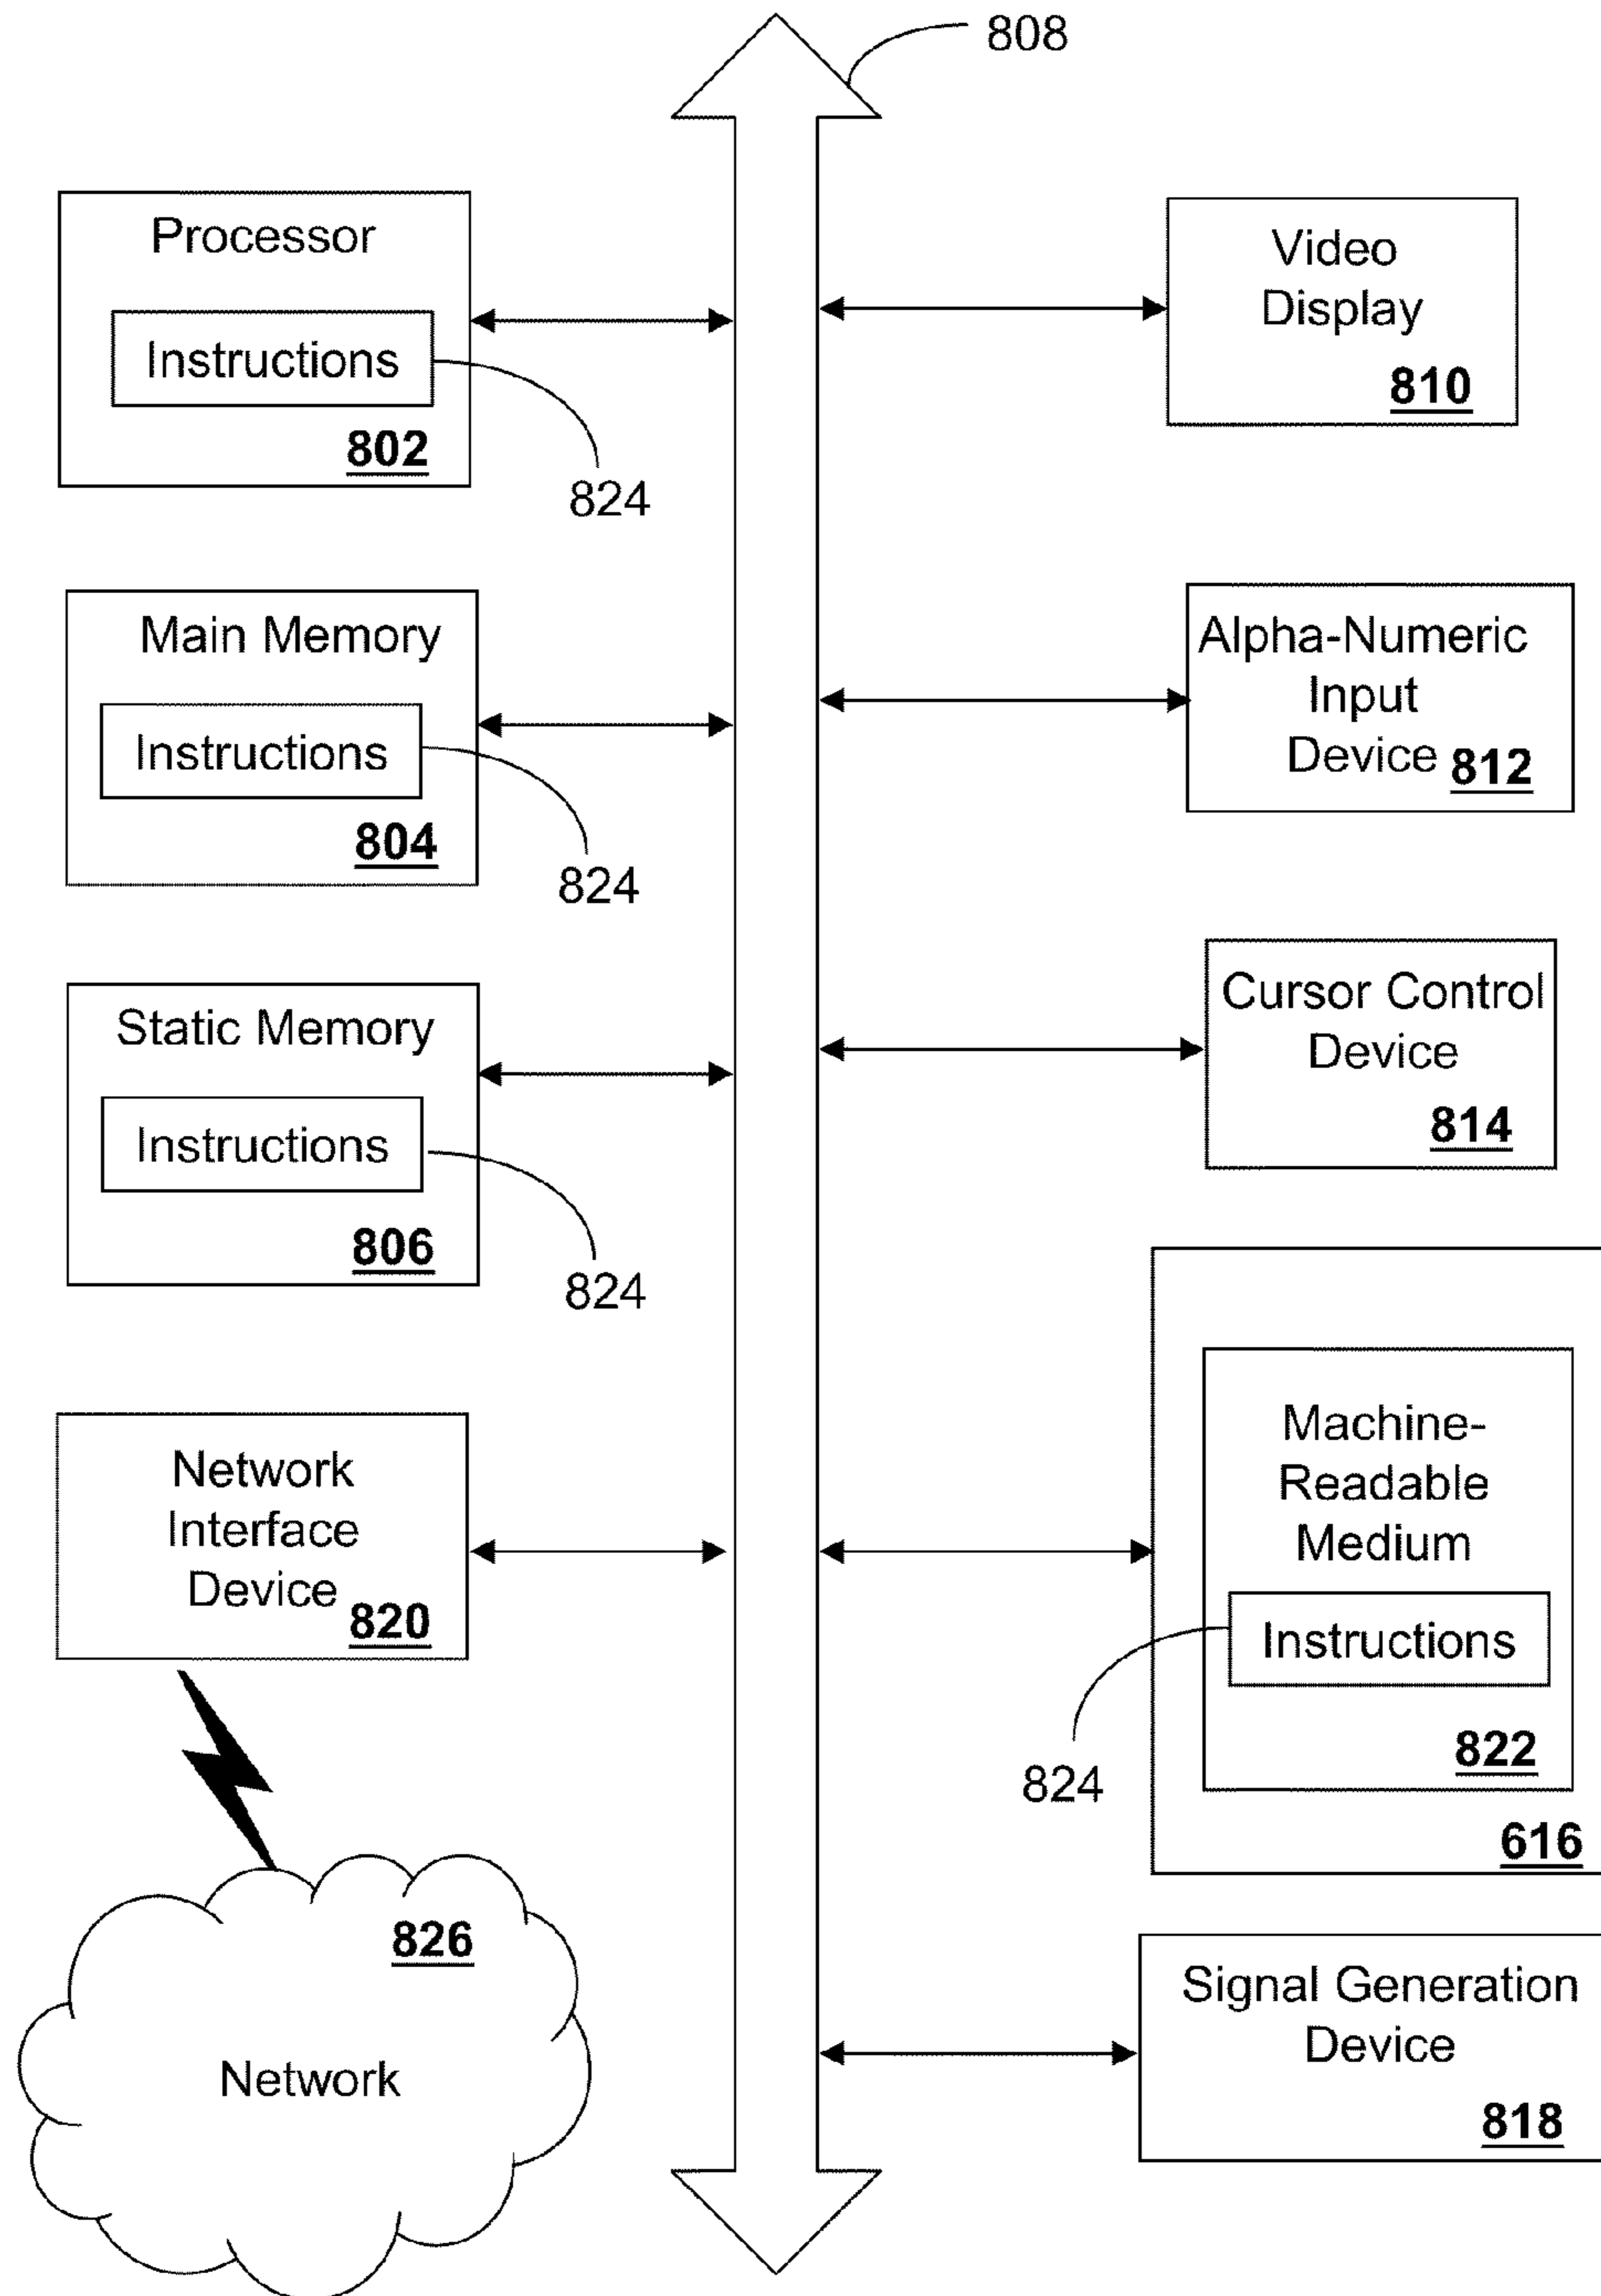 808
Processor
Instructions
802
824
Main Memory
Instructions
804
824
Static Memory
Instructions
806
824
Network
Interface
Device
820
826
Network
Video
Display
810
Alpha-Numeric
Input
Device 812
Cursor Control
Device
814
Machine-
Readable
Medium
Instructions
822
824
616
Signal Generation
Device
818